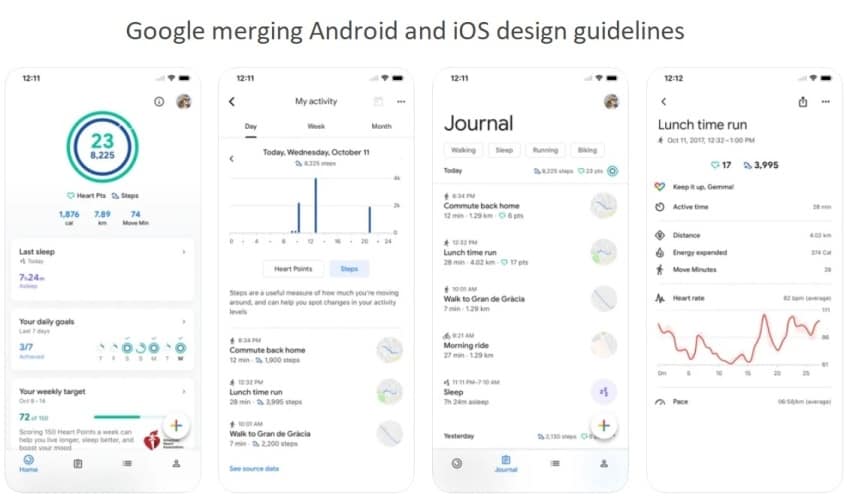 Google merging Android and iOS design guidelines
12:11
23
8,225
Heart Pts Steps
1,876 7.89 74
cal km Move Min
Last sleep
Today
7h24m
Asleep
Your daily goals
Last 7 days
3/7
Achieved
T F S S M T W
Your weekly target
Oct 8 - 14
72 of 150
Scoring 150 Heart Points a week can
help you live longer, sleep better, and
boost your mood
Home
12:11
My activity
Day Week Month
Today, Wednesday, October 11
8,225 steps
4k
2k
0
0 4 8 12 16 20 24
Heart Points Steps
Steps are a useful measure of how much you're moving
around, and can help you spot changes in your activity
levels
6:34 PM
Commute back home
12 min · 1,900 steps
12:32 PM
Lunch time run
28 min · 3,995 steps
10:01 AM
Walk to Gran de Gràcia
7 min · 2,200 steps
See source data
12:11
Journal
Walking Sleep Running Biking
Today 8,225 steps 23 pts
6:34 PM
Commute back home
12 min · 1.29 km · 6 pts
12:32 PM
Lunch time run
28 min · 4.02 km · 17 pts
10:01 AM
Walk to Gran de Gràcia
7 min · 1.29 km
9:21 AM
Morning ride
27 min · 1.29 km
11:11 PM-7:10 AM
Sleep
7h 24m asleep
Yesterday 2,130 steps
Journal
12:12
Lunch time run
Oct 11, 2017, 12:32–1:00 PM
17 3,995
Keep it up, Gemma!
Active time 28 min
Distance 4.02 km
Energy expended 274 Cal
Move Minutes 28
Heart rate 82 bpm (average)
111
86
61
0m 5 10 15 20 25
Pace 06:58/km (average)